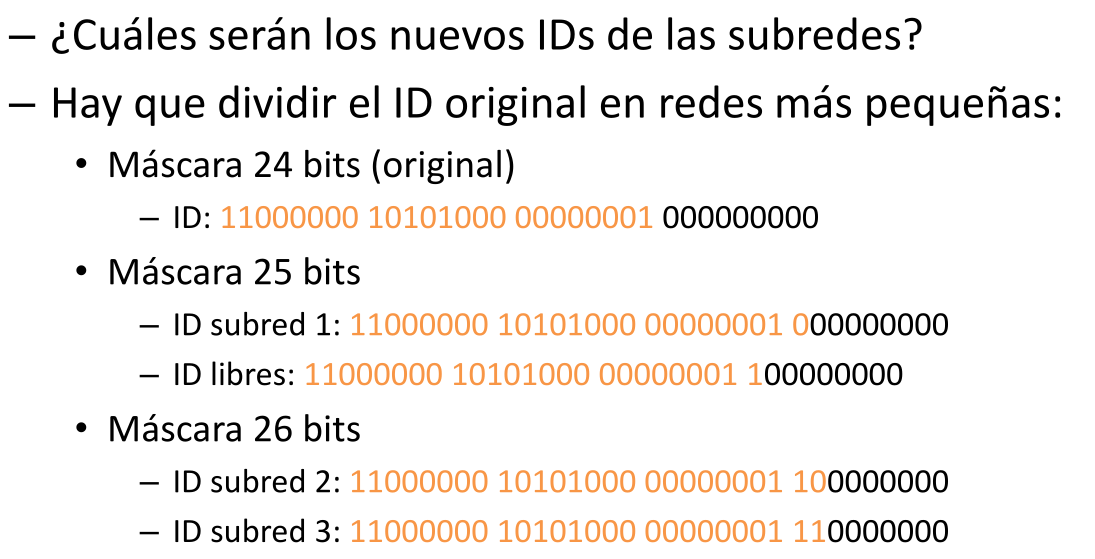 – ¿Cuáles serán los nuevos IDs de las subredes?
– Hay que dividir el ID original en redes más pequeñas:
• Máscara 24 bits (original)
– ID: 11000000 10101000 00000001 000000000
• Máscara 25 bits
– ID subred 1: 11000000 10101000 00000001 000000000
– ID libres: 11000000 10101000 00000001 100000000
• Máscara 26 bits
– ID subred 2: 11000000 10101000 00000001 100000000
– ID subred 3: 11000000 10101000 00000001 110000000